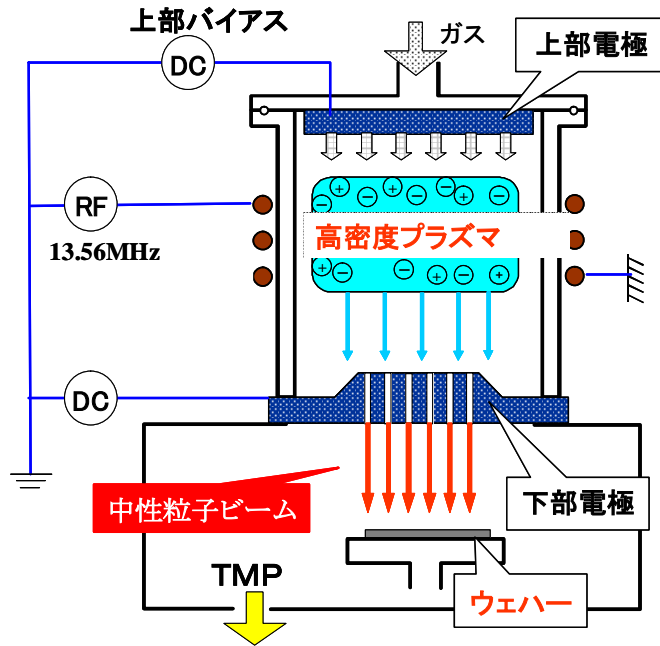 上部バイアス
ガス
上部電極
DC
RF
13.56MHz
高密度プラズマ
DC
中性粒子ビーム
下部電極
TMP
ウェハー